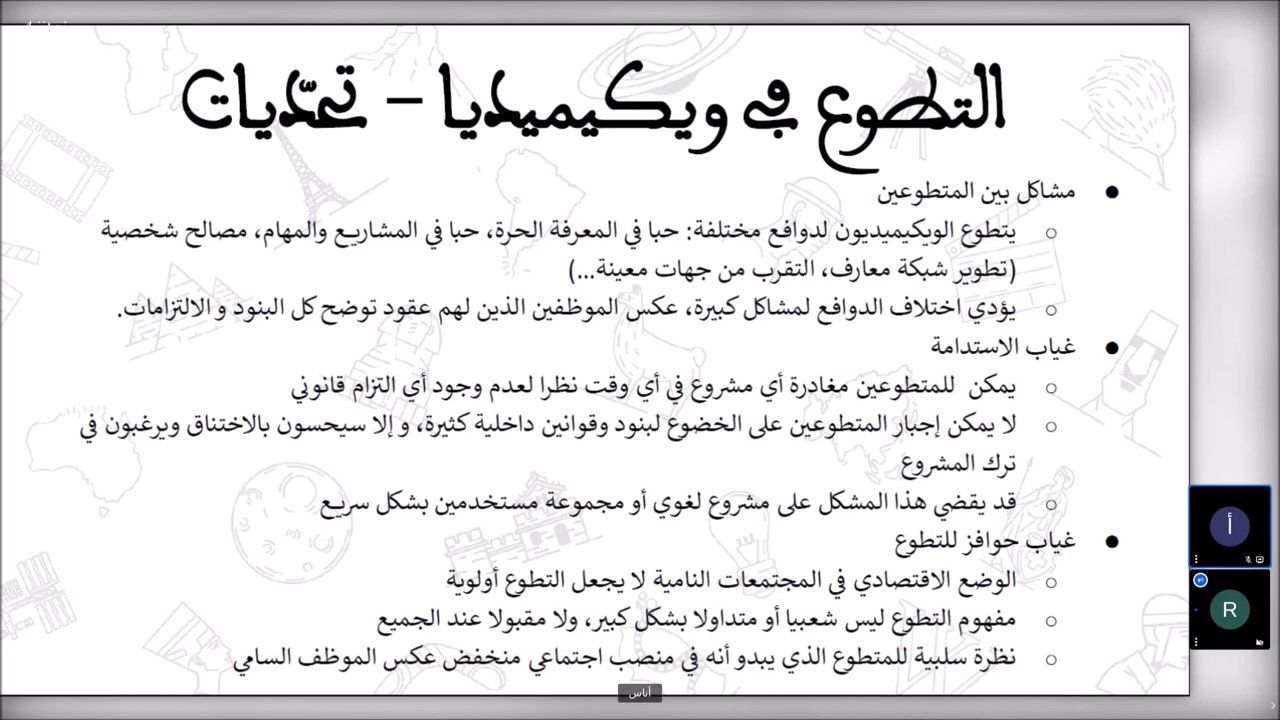 التطوع في ويكيميديا – تحدّيات
● مشاكل بين المتطوعين
○ يتطوع الويكيميديون لدوافع مختلفة: حبا في المعرفة الحرة، حبا في المشاريع والمهام، مصالح شخصية
(تطوير شبكة معارف، التقرب من جهات معينة...)
○ يؤدي اختلاف الدوافع لمشاكل كبيرة، عكس الموظفين الذين لهم عقود توضح كل البنود و الالتزامات.
● غياب الاستدامة
○ يمكن للمتطوعين مغادرة أي مشروع في أي وقت نظرا لعدم وجود أي التزام قانوني
○ لا يمكن إجبار المتطوعين على الخضوع لبنود وقوانين داخلية كثيرة، و إلا سيحسون بالاختناق ويرغبون في
ترك المشروع
○ قد يقضي هذا المشكل على مشروع لغوي أو مجموعة مستخدمين بشكل سريع
● غياب حوافز للتطوع
○ الوضع الاقتصادي في المجتمعات النامية لا يجعل التطوع أولوية
○ مفهوم التطوع ليس شعبيا أو متداولا بشكل كبير، ولا مقبولا عند الجميع
○ نظرة سلبية للمتطوع الذي يبدو أنه في منصب اجتماعي منخفض عكس الموظف السامي
أ
R
أناس